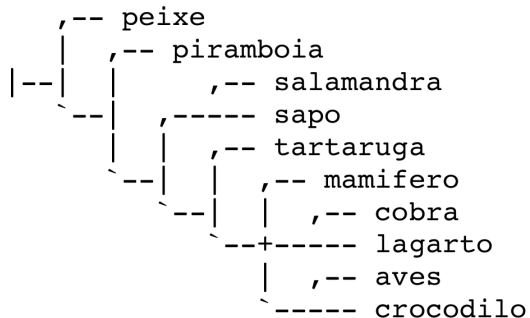 peixe
piramboia
salamandra
sapo
tartaruga
mamifero
cobra
lagarto
aves
crocodilo